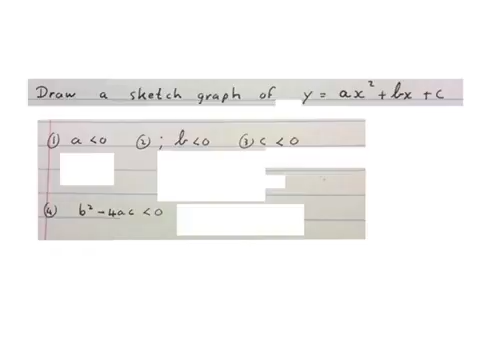 Draw a sketch graph of y = ax² + bx + c
① a < 0 ② ; b < 0 ③ c < 0
④ b² - 4ac < 0